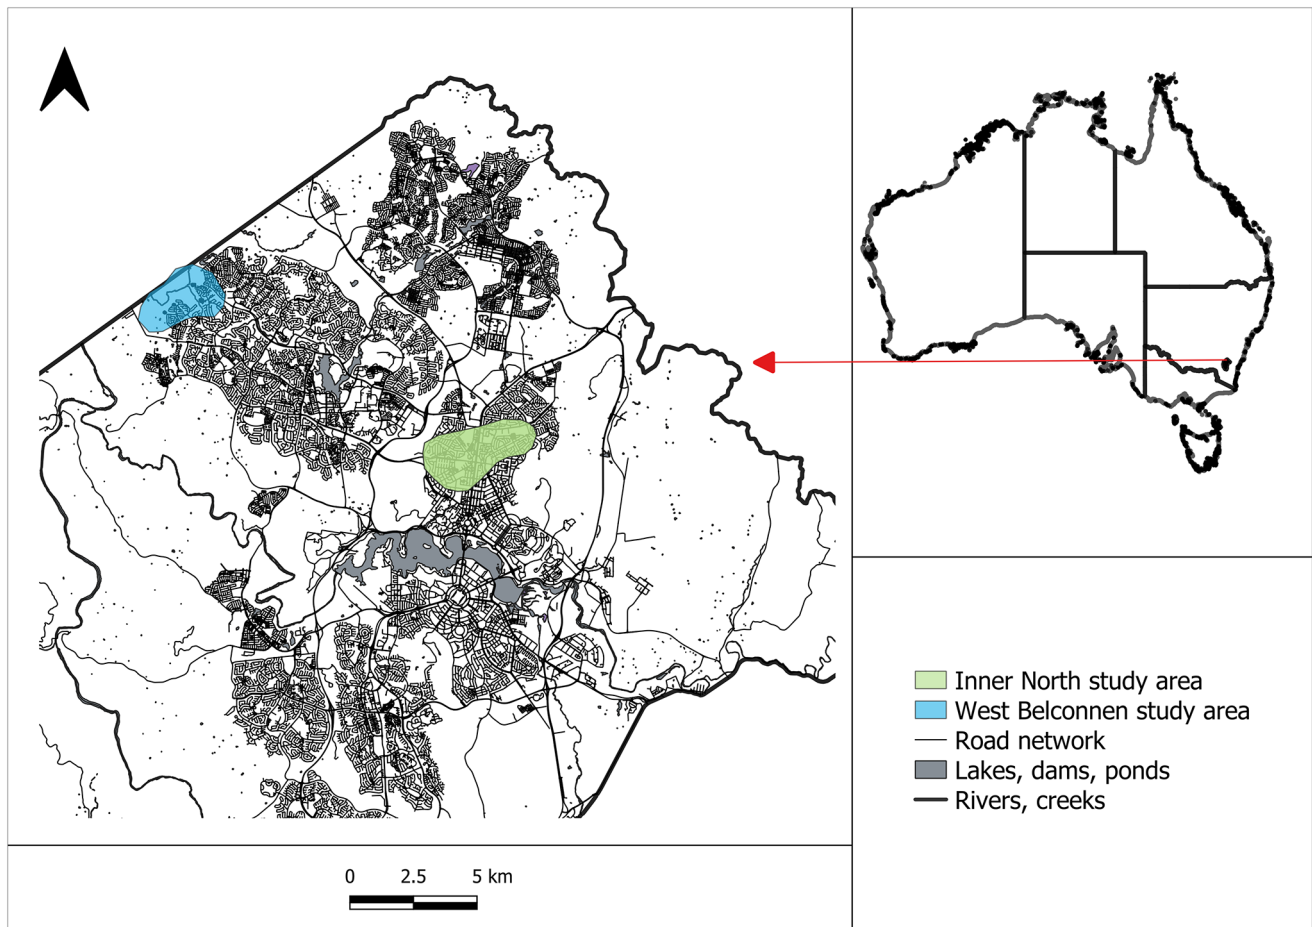 Inner North study area
West Belconnen study area
Road network
Lakes, dams, ponds
Rivers, creeks
0 2.5 5 km